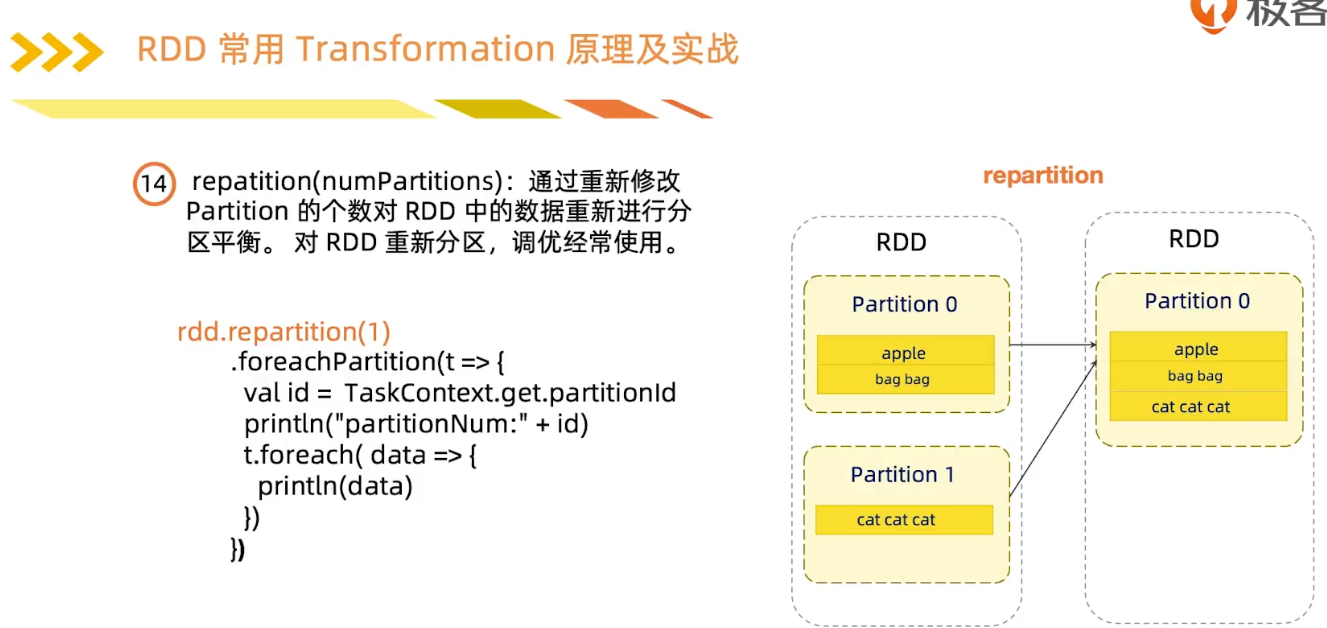 极客
RDD 常用 Transformation 原理及实战
14 repatition(numPartitions)：通过重新修改
Partition 的个数对 RDD 中的数据重新进行分
区平衡。 对 RDD 重新分区，调优经常使用。
rdd.repartition(1)
.foreachPartition(t => {
val id = TaskContext.get.partitionId
println("partitionNum:" + id)
t.foreach( data => {
println(data)
})
})
repartition
RDD
Partition 0
apple
bag bag
Partition 1
cat cat cat
RDD
Partition 0
apple
bag bag
cat cat cat